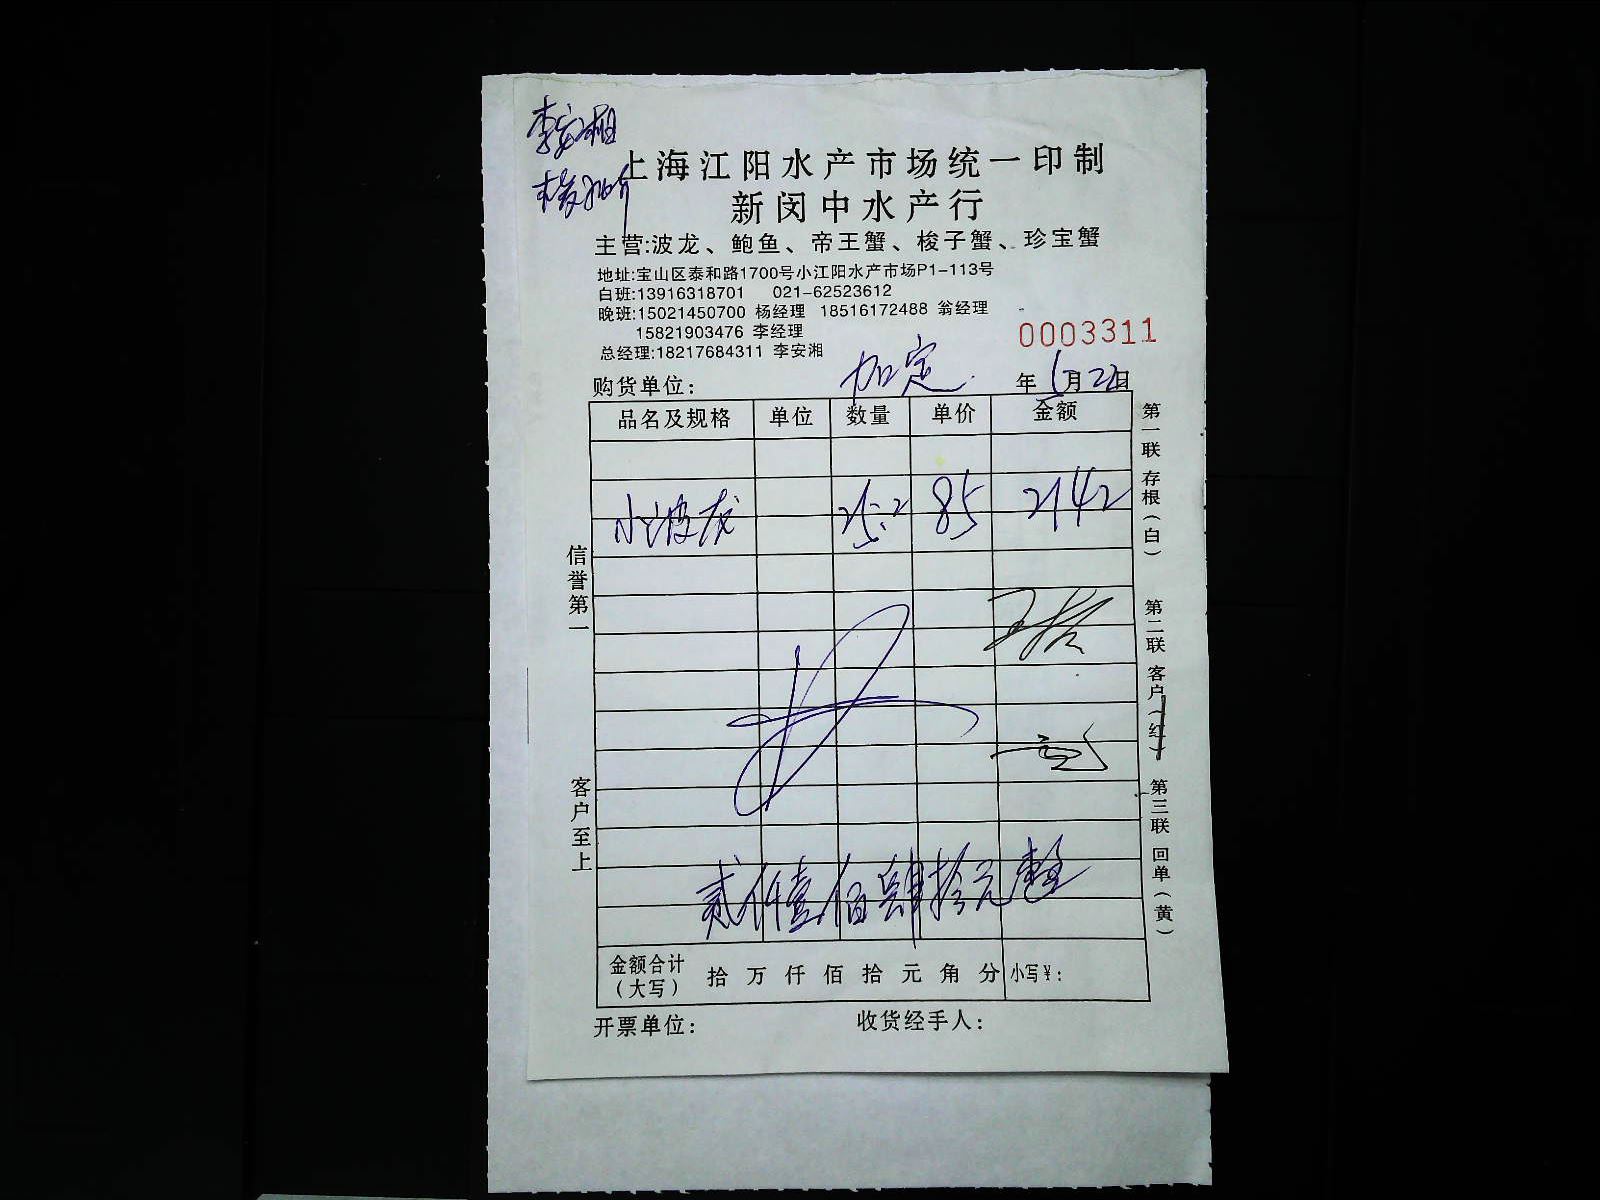 李安湘
上海江阳水产市场统一印制
新闵中水产行
主营:波龙、鲍鱼、帝王蟹、梭子蟹、珍宝蟹
地址:宝山区泰和路1700号小江阳水产市场P1-113号
白班:13916318701 021-62523612
晚班:15021450700 杨经理 18516172488 翁经理
15821903476 李经理
总经理:18217684311 李安湘
0003311
购货单位: 加定 年6月22日
品名及规格 单位 数量 单价 金额
小波龙 25.2 85 2142
贰仟壹佰肆拾元整
金额合计(大写) 拾 万 仟 佰 拾 元 角 分 小写¥:
开票单位: 收货经手人:
信誉第一
客户至上
第一联 存根(白)
第二联 客户(红)
第三联 回单(黄)